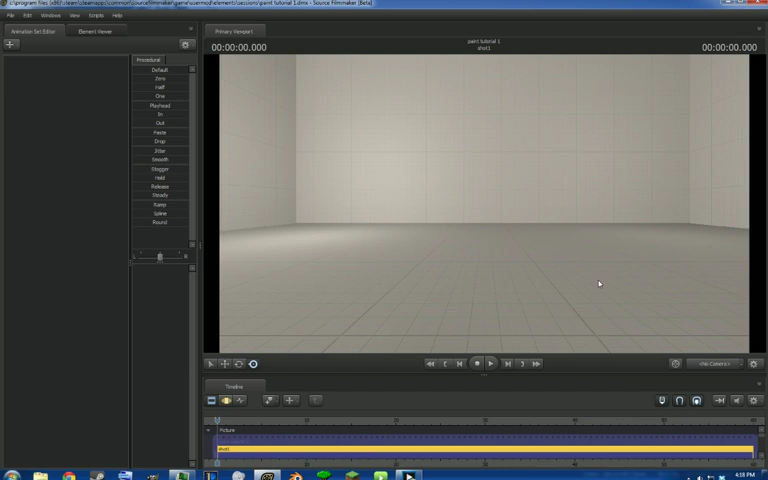 c:\program files (x86)\steam\steamapps\common\sourcefilmmaker\game\usermod\elements\sessions\paint tutorial 1.dmx - Source Filmmaker [Beta]
File Edit Windows View Scripts Help
Animation Set Editor Element Viewer
Primary Viewport
00:00:00.000
paint tutorial 1
shot1
00:00:00.000
Procedural
Default
Zero
Half
One
Playhead
In
Out
Paste
Drop
Jitter
Smooth
Stagger
Hold
Release
Steady
Ramp
Spline
Round
L R
<No Camera>
Timeline
Picture
shot1
4:18 PM